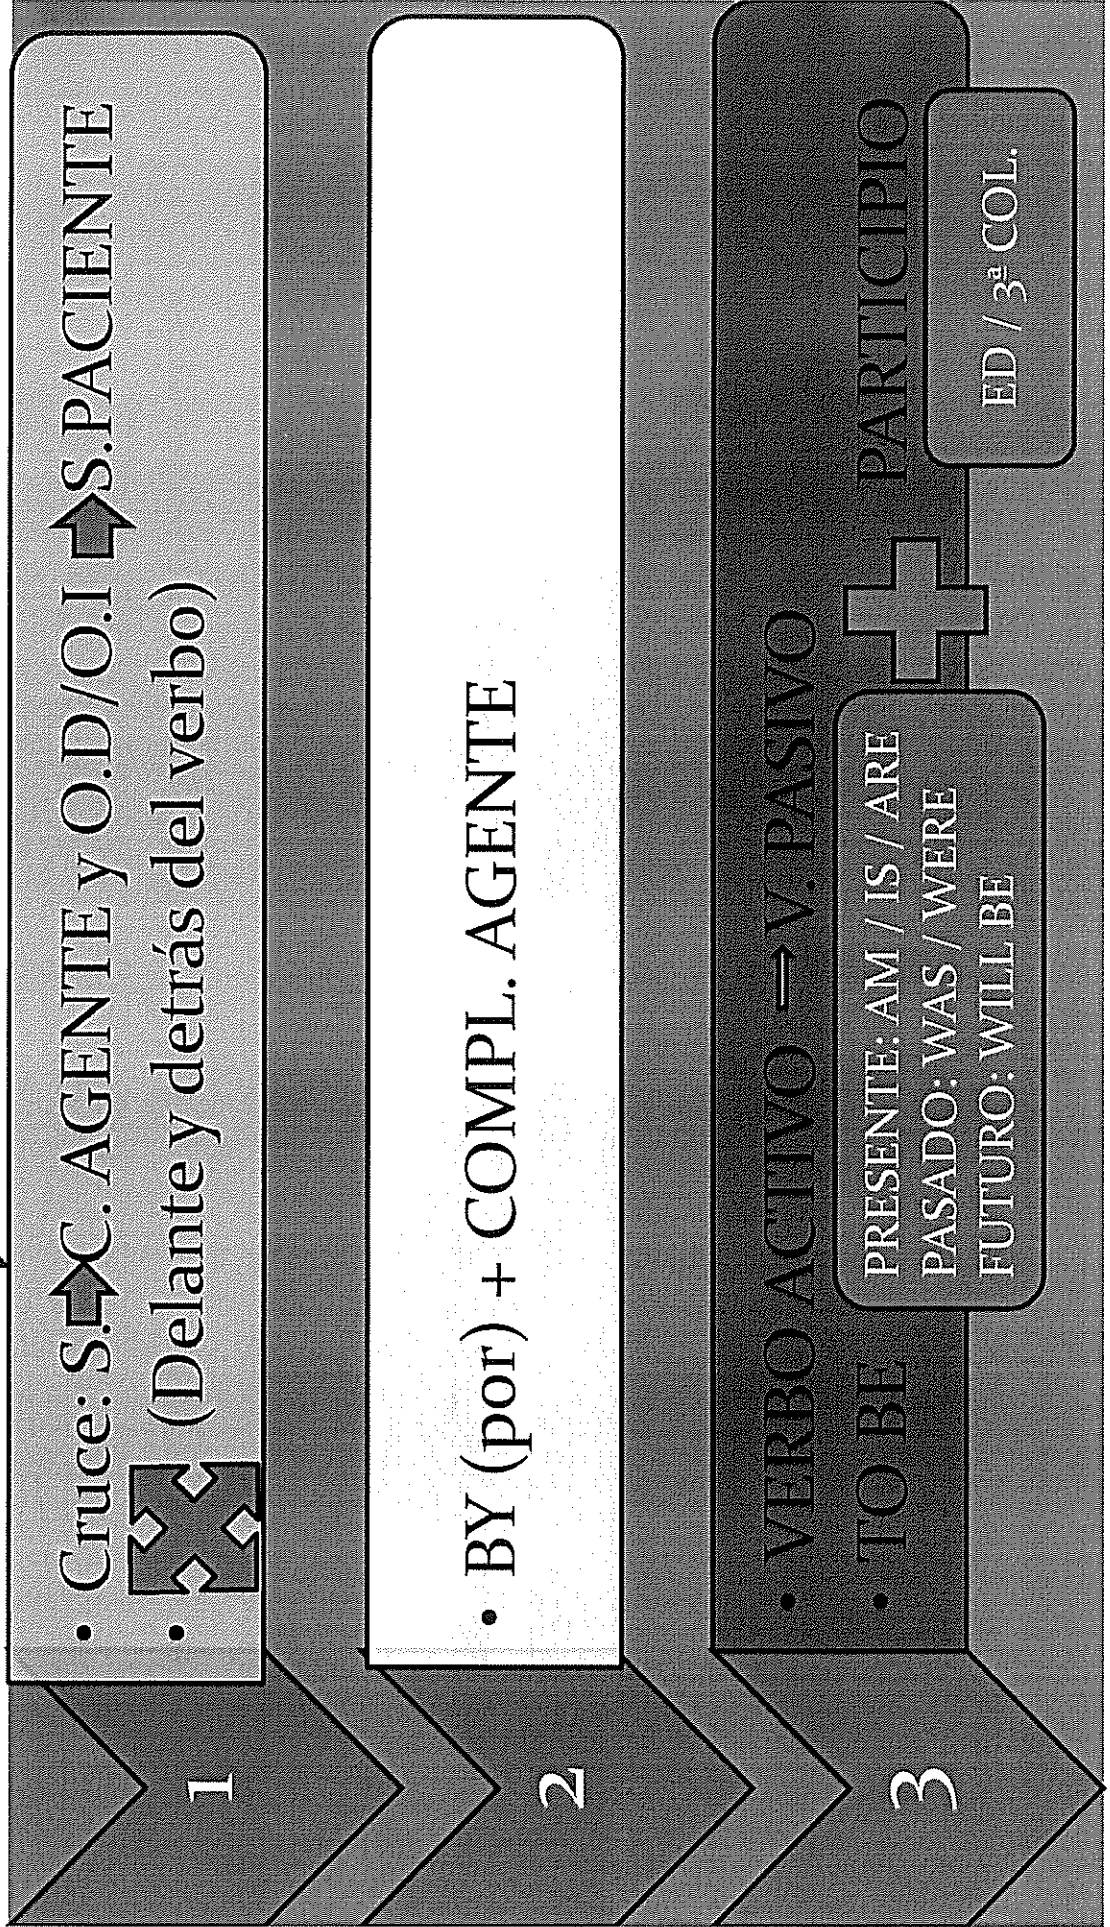 1
• Cruce: S.➡C. AGENTE y O.D/O.I ➡S.PACIENTE
• (Delante y detrás del verbo)
2
• BY (por) + COMPL. AGENTE
3
• VERBO ACTIVO ⇒ V. PASIVO
• TO BE + PARTICIPIO
PRESENTE: AM / IS / ARE
PASADO: WAS / WERE
FUTURO: WILL BE
ED / 3ª COL.